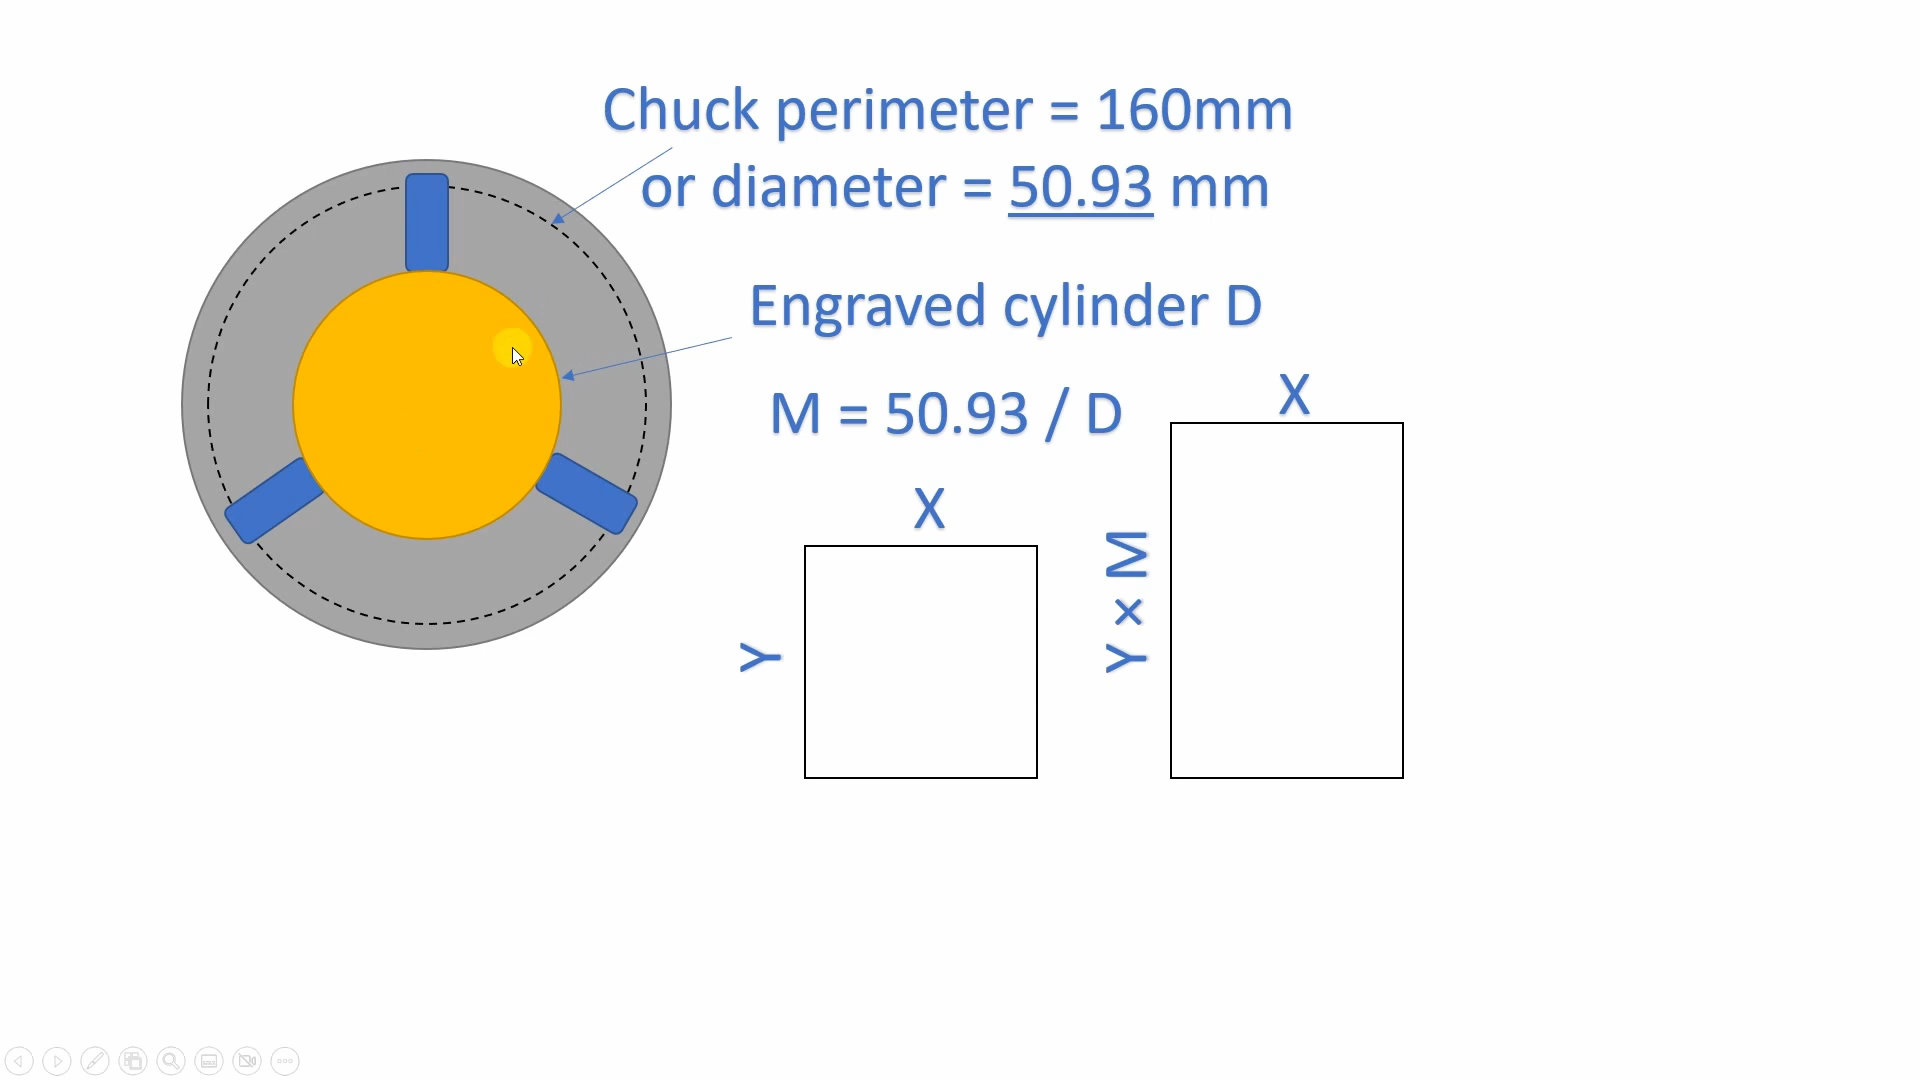 Chuck perimeter = 160mm
or diameter = 50.93 mm
Engraved cylinder D
M = 50.93 / D
X
X
Y
Y × M